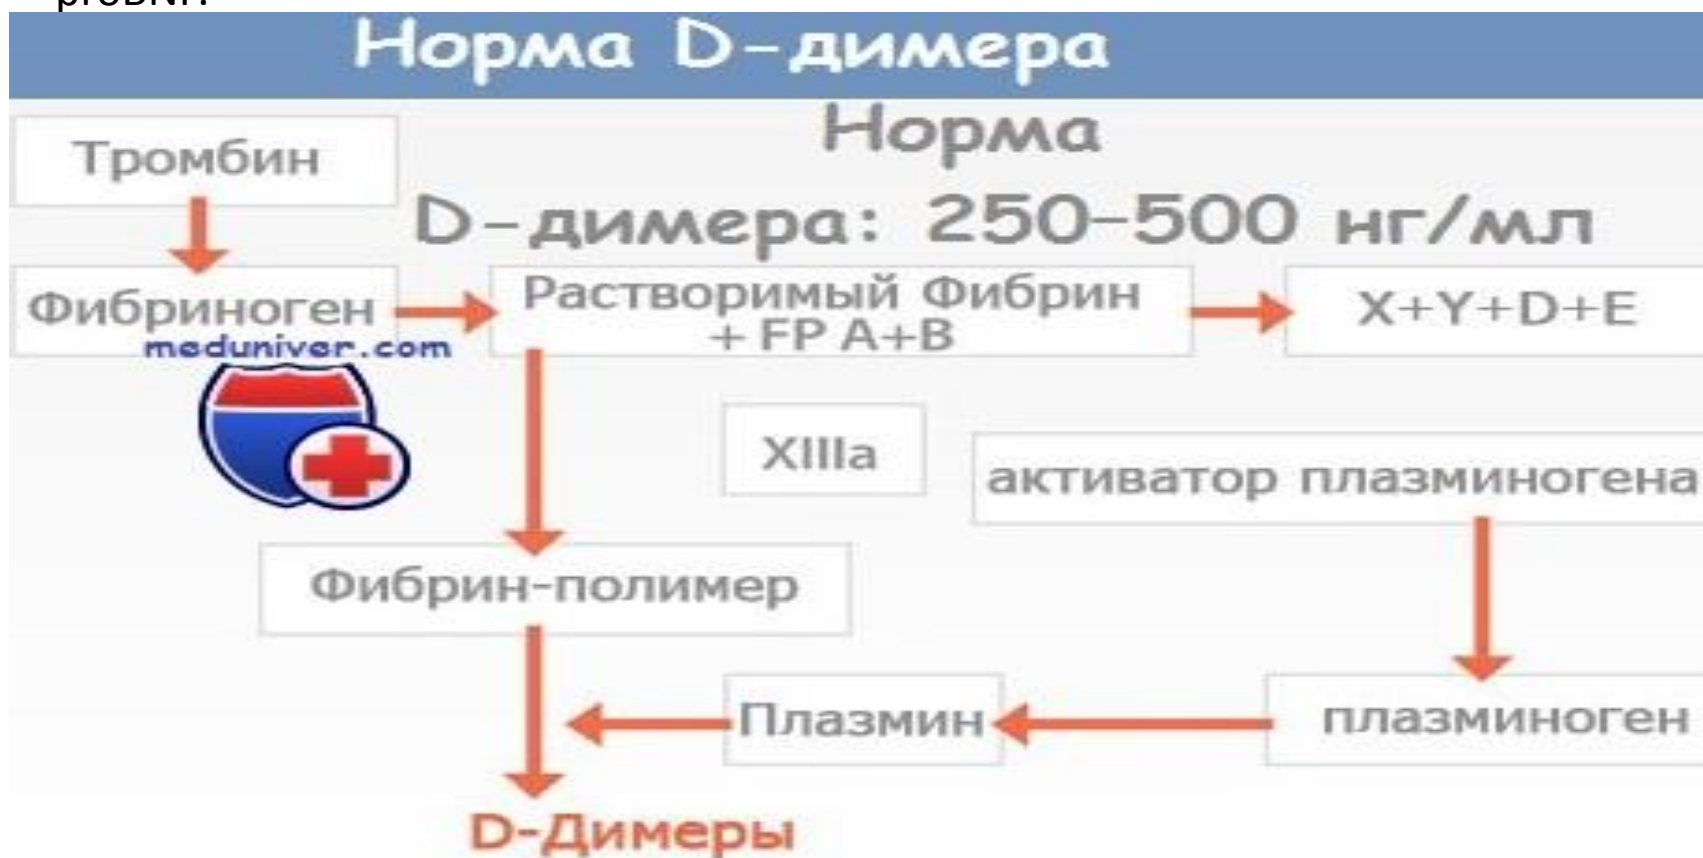 proBNP.
Норма D-димера
Норма
D-димера: 250-500 нг/мл
Тромбин
Фибриноген
meduniver.com
Растворимый Фибрин
+ FP A+B
X+Y+D+E
XIIIa
активатор плазминогена
Фибрин-полимер
Плазмин
плазминоген
D-Димеры